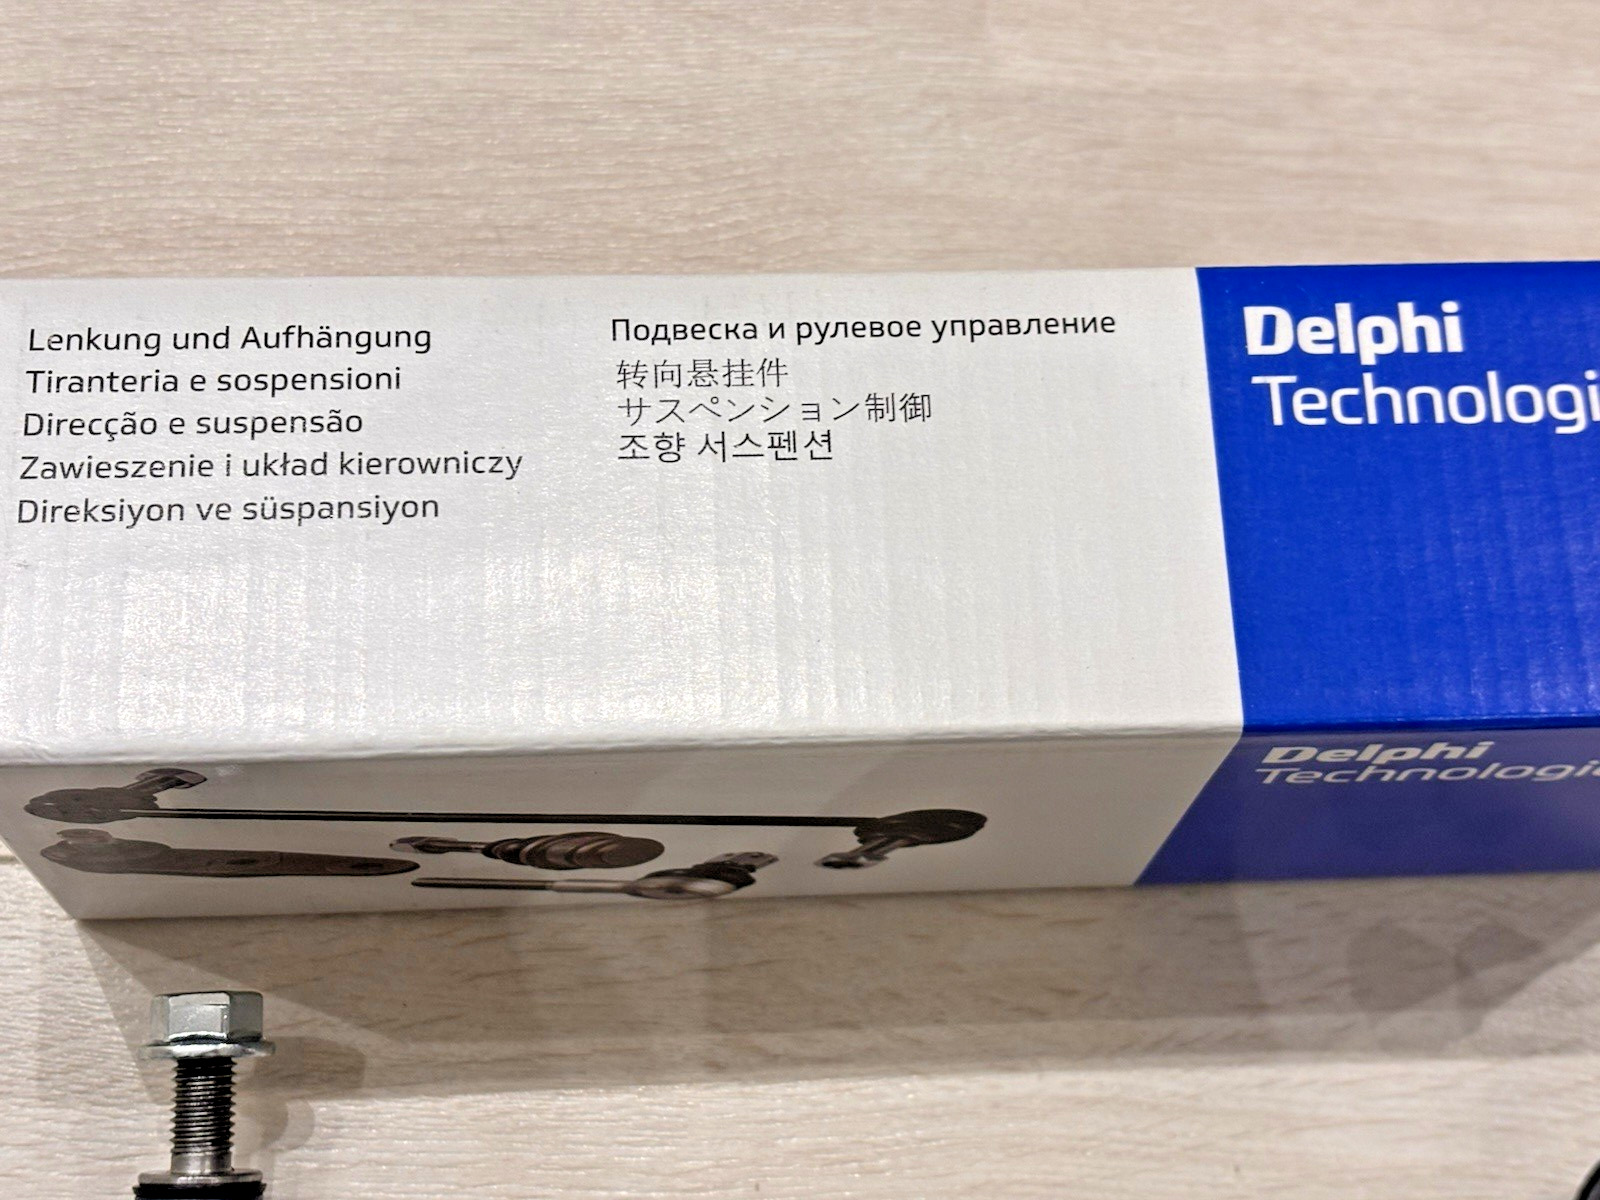 Lenkung und Aufhängung
Tiranteria e sospensioni
Direcção e suspensão
Zawieszenie i układ kierowniczy
Direksiyon ve süspansiyon
Подвеска и рулевое управление
转向悬挂件
サスペンション制御
조향 서스펜션
Delphi
Technologi
Delphi
Technologi